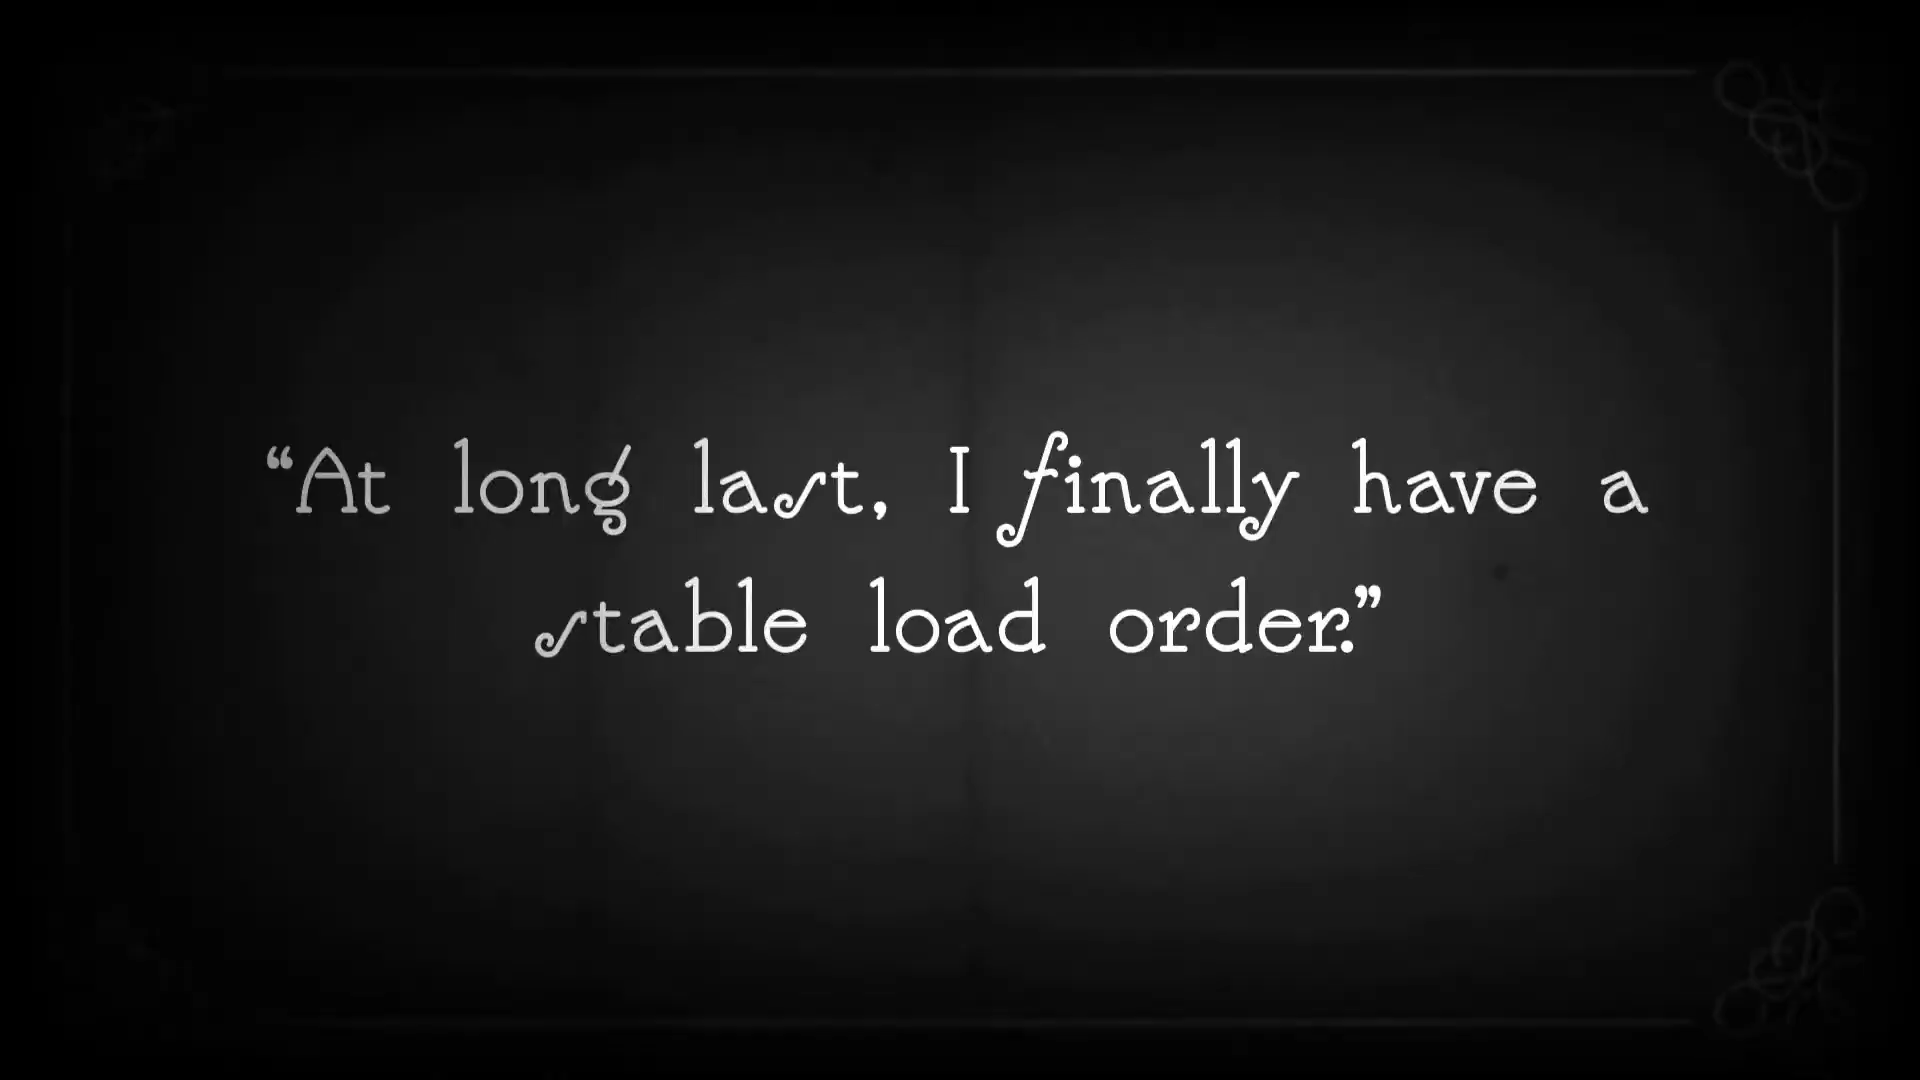 “At long last, I finally have a
stable load order.”